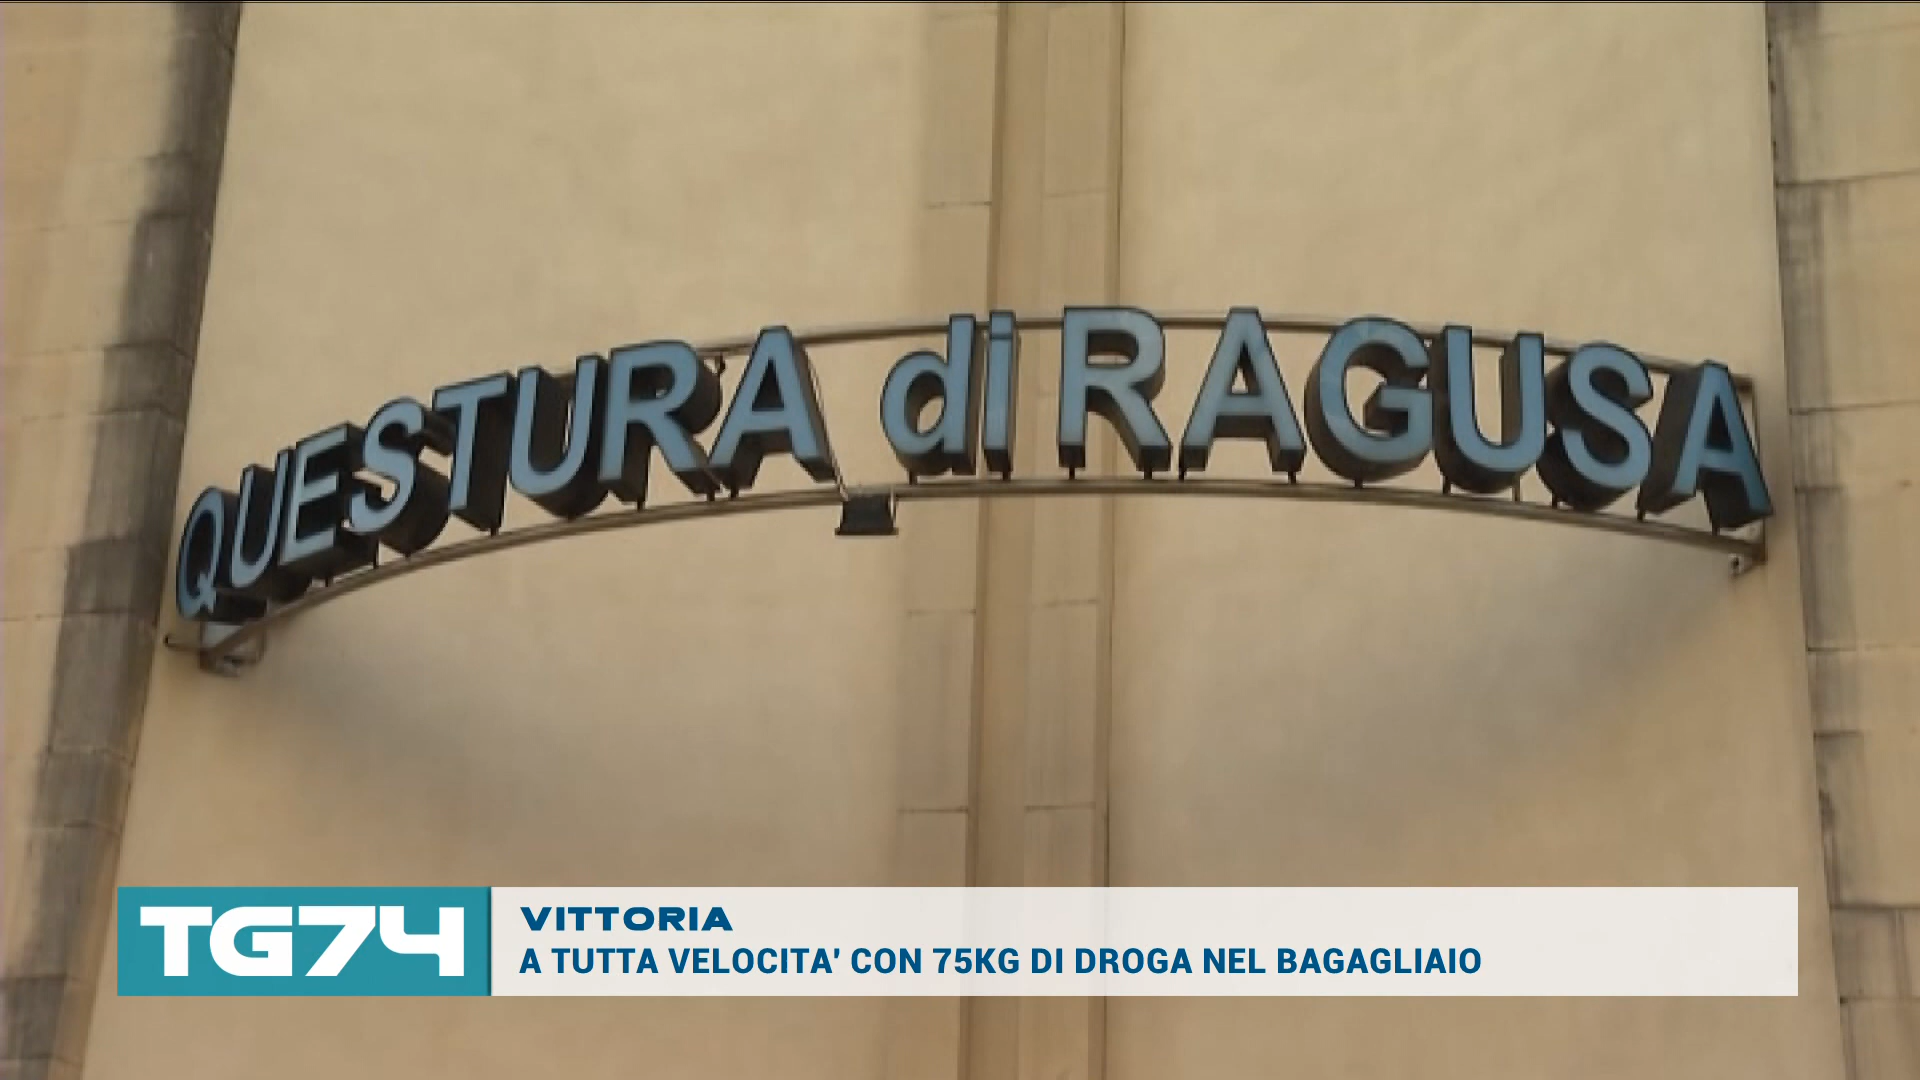 QUESTURA di RAGUSA
TG74
VITTORIA
A TUTTA VELOCITA' CON 75KG DI DROGA NEL BAGAGLIAIO